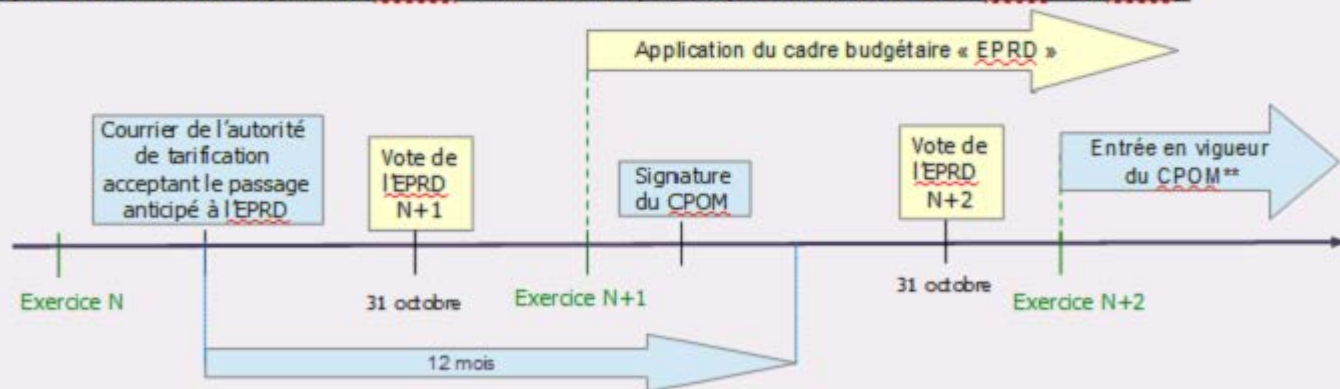 Application du cadre budgétaire « EPRD »
Courrier de l'autorité
de tarification
acceptant le passage
anticipé à l'EPRD
Vote de
l'EPRD
N+1
Signature
du CPOM
Vote de
l'EPRD
N+2
Entrée en vigueur
du CPOM**
Exercice N
31 octobre
Exercice N+1
31 octobre
Exercice N+2
12 mois